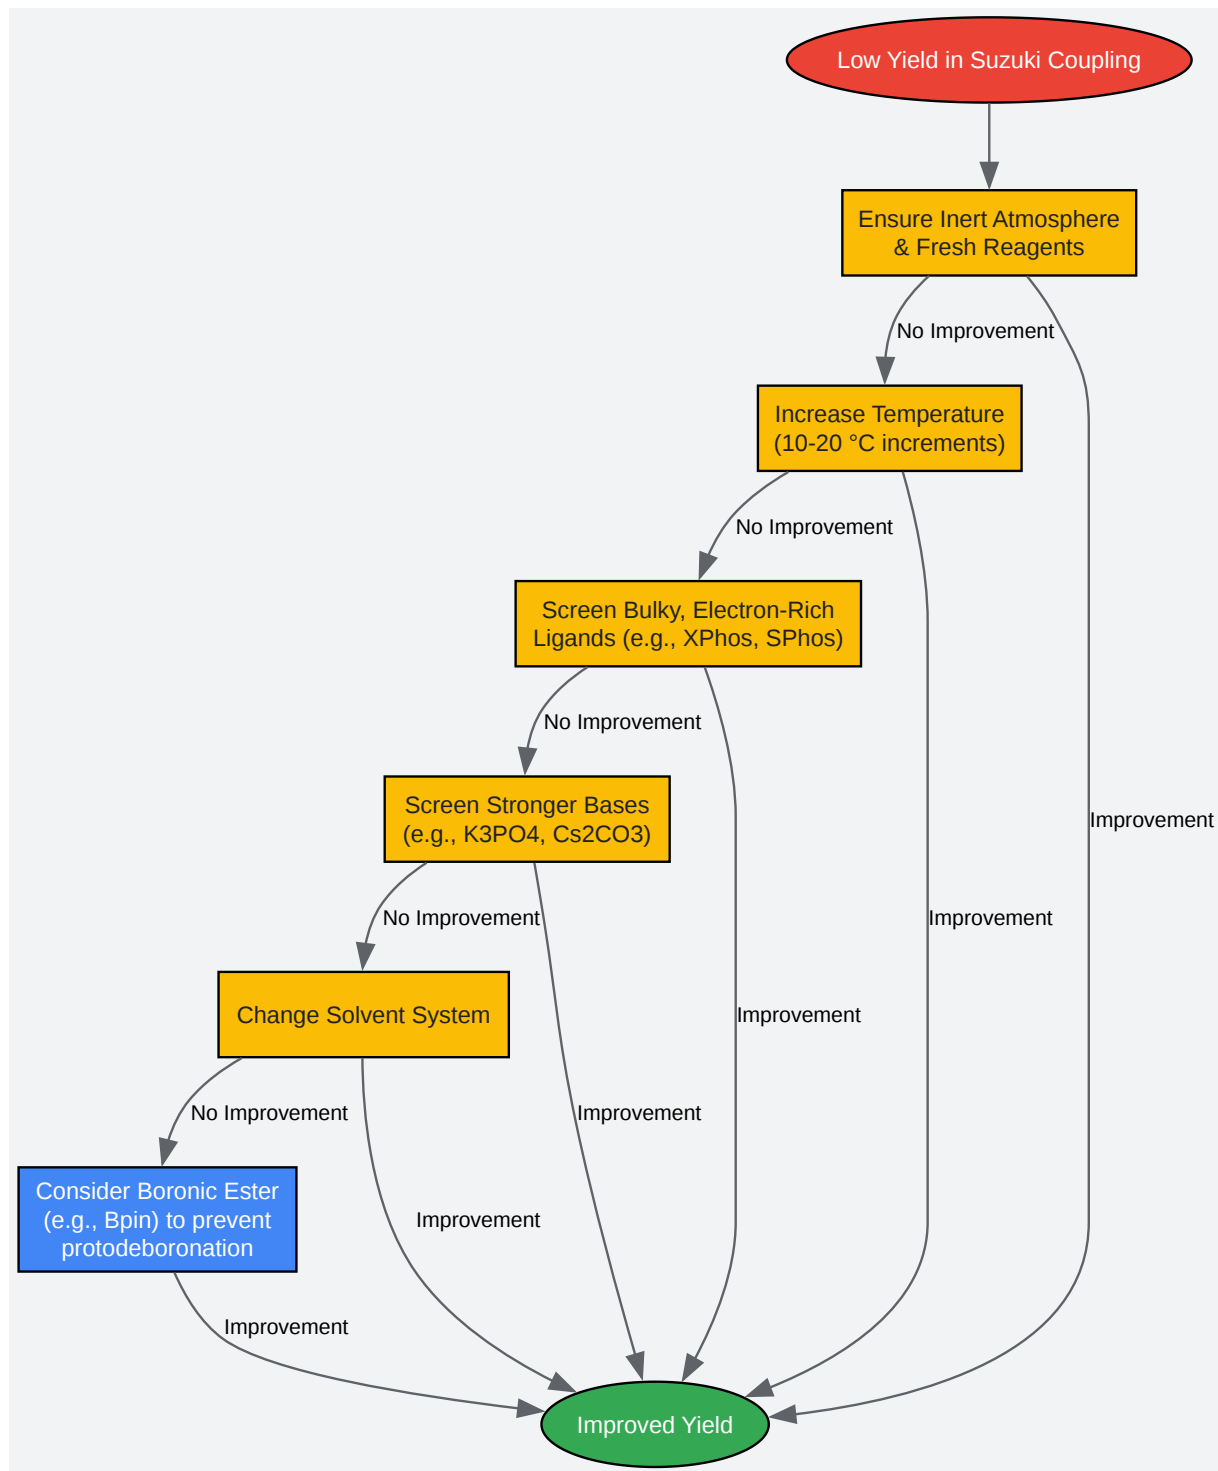 Low Yield in Suzuki Coupling
Ensure Inert Atmosphere
& Fresh Reagents
No Improvement
Increase Temperature
(10-20 °C increments)
No Improvement
Screen Bulky, Electron-Rich
Ligands (e.g., XPhos, SPhos)
No Improvement
Screen Stronger Bases
(e.g., K3PO4, Cs2CO3)
Improvement
No Improvement
Improvement
Change Solvent System
Improvement
No Improvement
Improvement
Consider Boronic Ester
(e.g., Bpin) to prevent
protodeboronation
Improvement
Improvement
Improved Yield